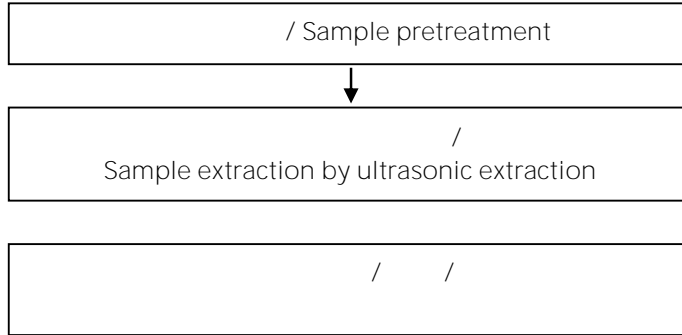 / Sample pretreatment
/
Sample extraction by ultrasonic extraction
/ /